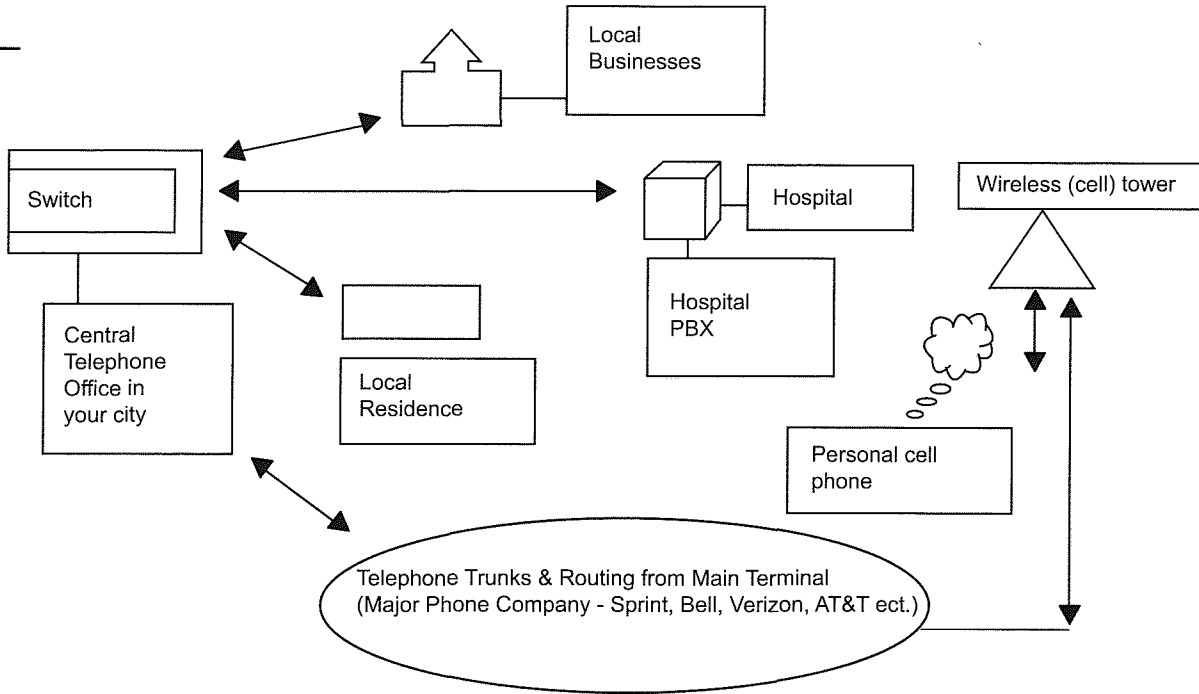 Local
Businesses
Switch
Hospital
Wireless (cell) tower
Hospital
PBX
Central
Telephone
Office in
your city
Local
Residence
Personal cell
phone
Telephone Trunks & Routing from Main Terminal
(Major Phone Company - Sprint, Bell, Verizon, AT&T ect.)